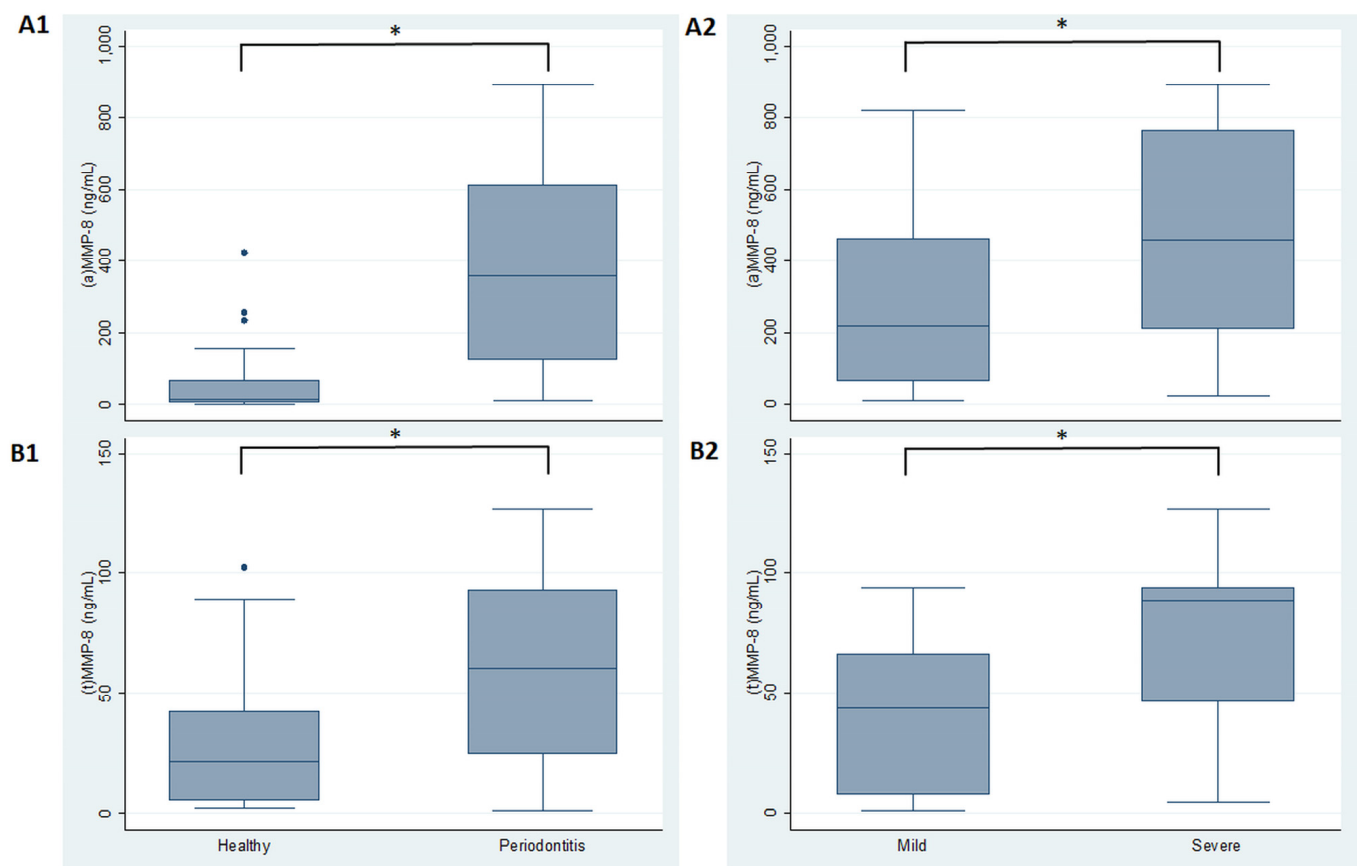 A1
*
1,000
800
600
400
200
0
(a)MMP-8 (ng/mL)
A2
*
1,000
800
600
400
200
0
(a)MMP-8 (ng/mL)
B1
*
150
100
50
0
(t)MMP-8 (ng/mL)
Healthy Periodontitis
B2
*
150
100
50
0
(t)MMP-8 (ng/mL)
Mild Severe